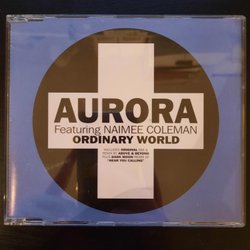 AURORA
Featuring NAIMEE COLEMAN
ORDINARY WORLD
INCLUDES ORIGINAL MIX &
REMIX BY ABOVE & BEYOND
PLUS DARK MOON REMIX OF
"HEAR YOU CALLING"